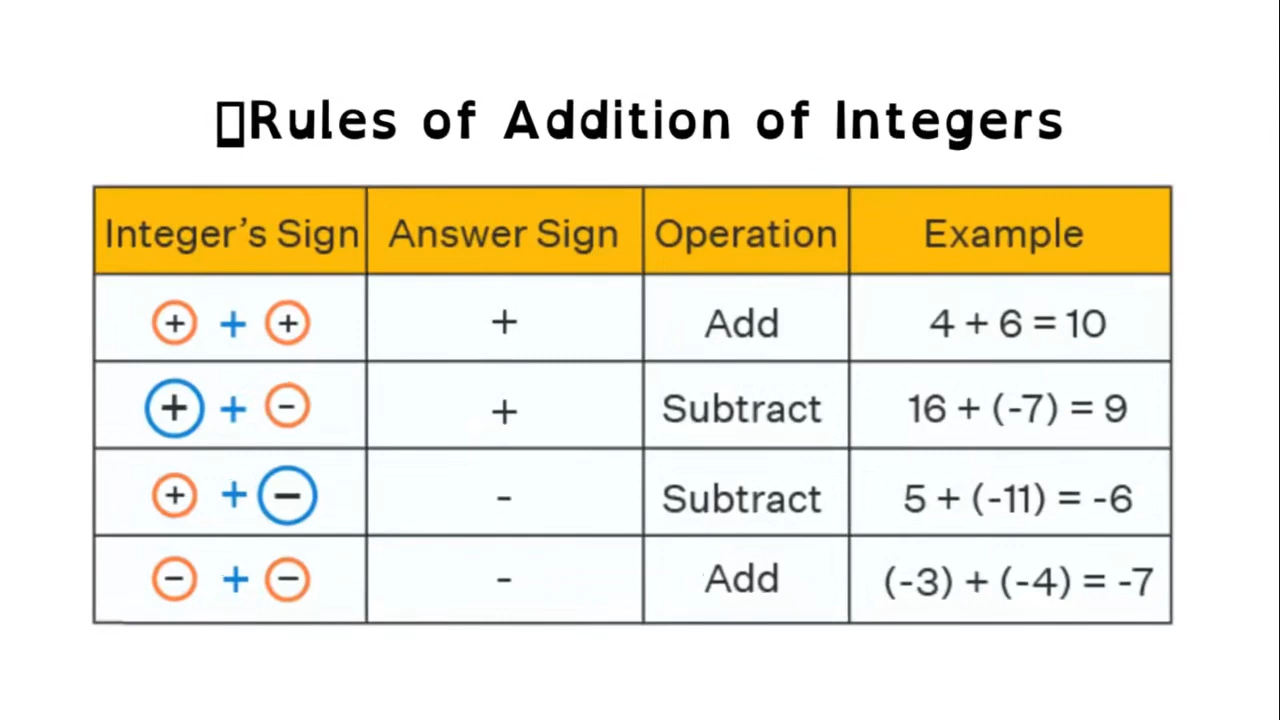 Rules of Addition of Integers
Integer’s Sign Answer Sign Operation Example
+ + + + Add 4 + 6 = 10
+ + - + Subtract 16 + (-7) = 9
+ + - - Subtract 5 + (-11) = -6
- + - - Add (-3) + (-4) = -7